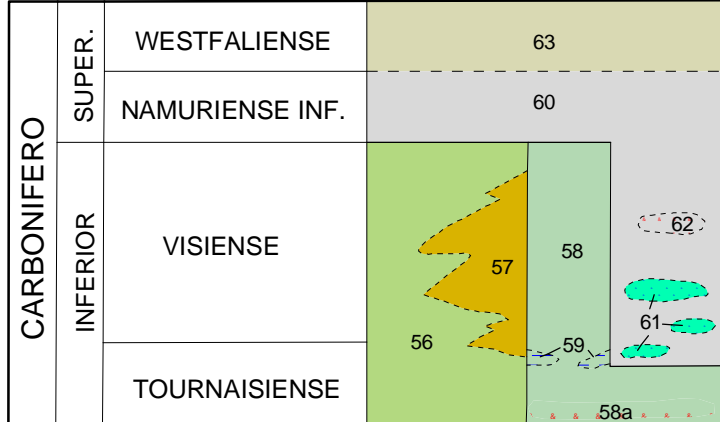 CARBONIFERO
SUPER.
WESTFALIENSE
63
NAMURIENSE INF.
60
INFERIOR
VISIENSE
62
58
57
61
56
59
TOURNAISIENSE
58a